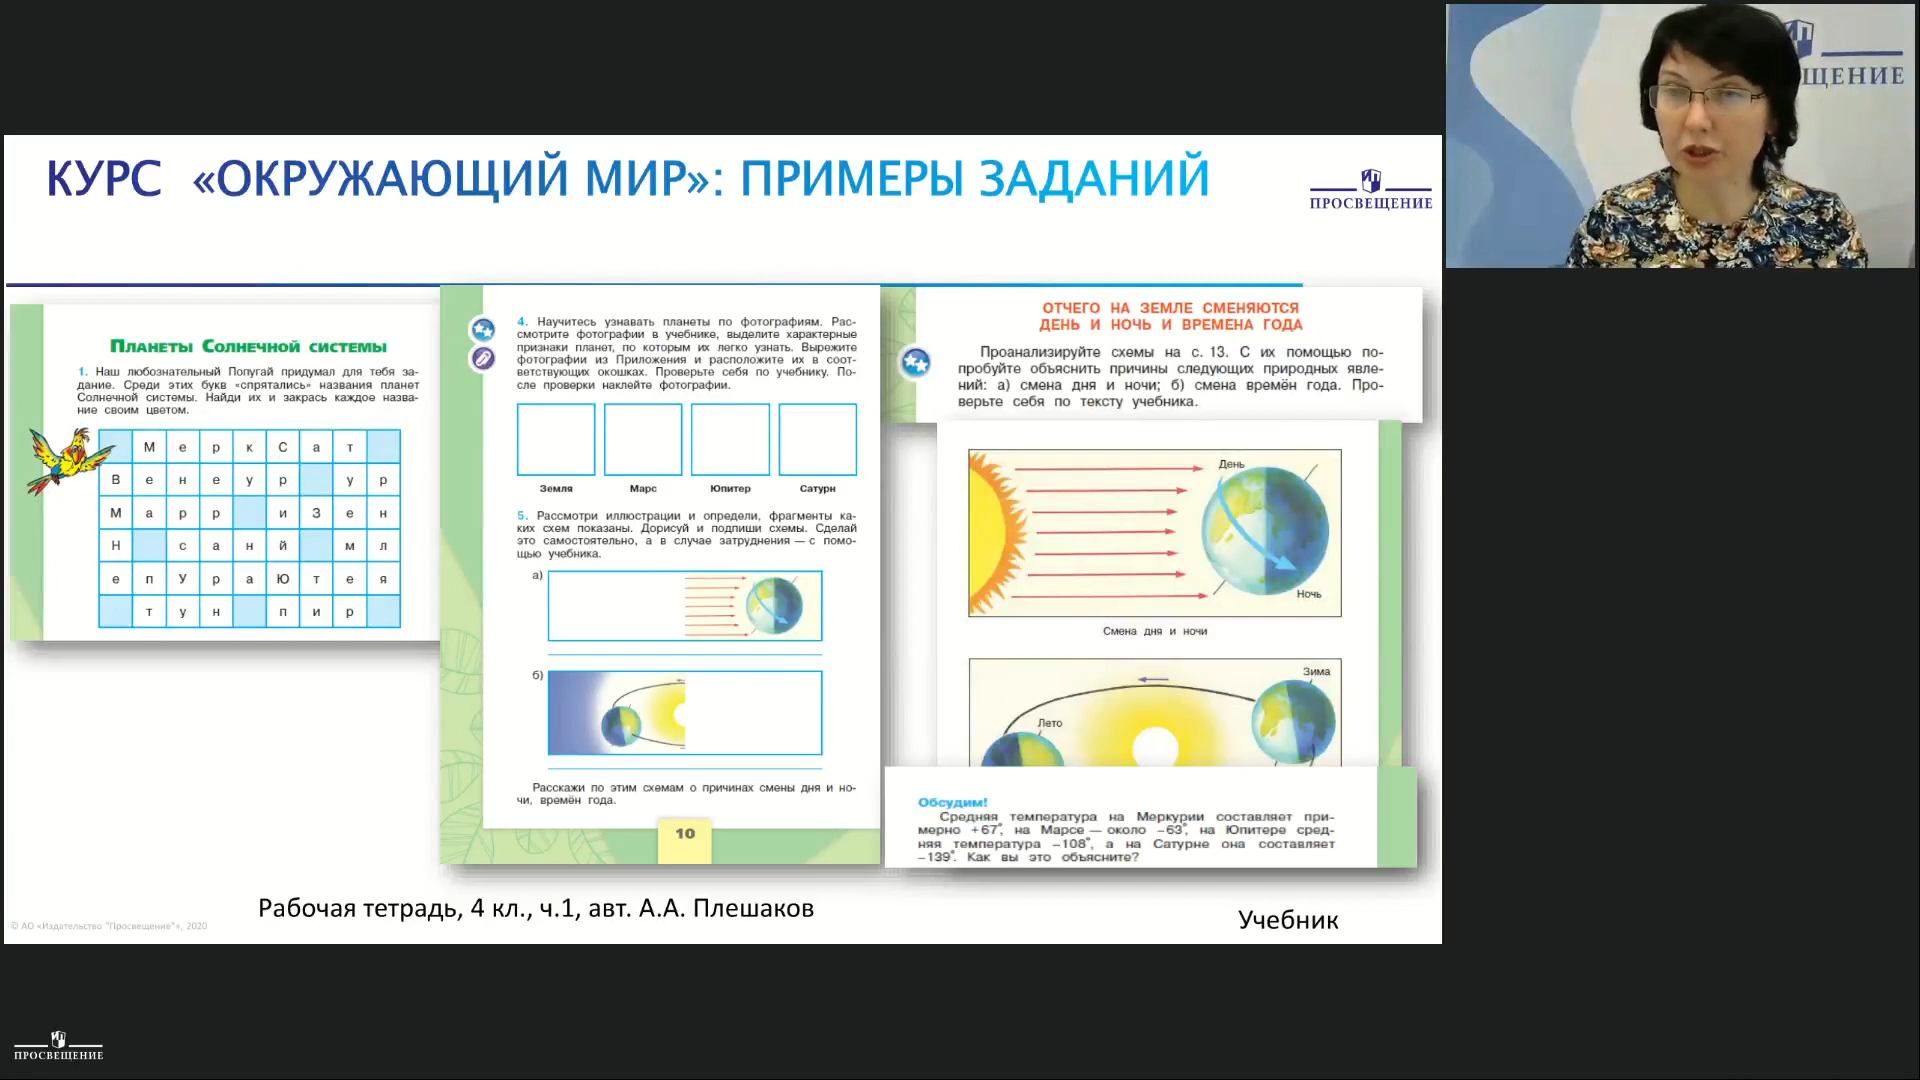 КУРС «ОКРУЖАЮЩИЙ МИР»: ПРИМЕРЫ ЗАДАНИЙ
ПРОСВЕЩЕНИЕ
ЩЕНИЕ
Планеты Солнечной системы
1. Наш любознательный Попугай придумал для тебя за-
дание. Среди этих букв «спрятались» названия планет
Солнечной системы. Найди их и закрась каждое назва-
ние своим цветом.
М е р к С а т
В е н е у р у р
М а р р и З е н
Н с а н й м л
е п У р а Ю т е я
т у н п и р
4. Научитесь узнавать планеты по фотографиям. Рас-
смотрите фотографии в учебнике, выделите характерные
признаки планет, по которым их легко узнать. Вырежите
фотографии из Приложения и расположите их в соот-
ветствующих окошках. Проверьте себя по учебнику. По-
сле проверки наклейте фотографии.
Земля Марс Юпитер Сатурн
5. Рассмотри иллюстрации и определи, фрагменты ка-
ких схем показаны. Дорисуй и подпиши схемы. Сделай
это самостоятельно, а в случае затруднения — с помо-
щью учебника.
а)
б)
Расскажи по этим схемам о причинах смены дня и но-
чи, времён года.
10
ОТЧЕГО НА ЗЕМЛЕ СМЕНЯЮТСЯ
ДЕНЬ И НОЧЬ И ВРЕМЕНА ГОДА
Проанализируйте схемы на с. 13. С их помощью по-
пробуйте объяснить причины следующих природных явле-
ний: а) смена дня и ночи; б) смена времён года. Про-
верьте себя по тексту учебника.
День
Ночь
Смена дня и ночи
Зима
Лето
Обсудим!
Средняя температура на Меркурии составляет при-
мерно +67°, на Марсе — около –63°, на Юпитере сред-
няя температура –108°, а на Сатурне она составляет
–139°. Как вы это объясните?
Рабочая тетрадь, 4 кл., ч.1, авт. А.А. Плешаков
Учебник
© АО «Издательство "Просвещение"», 2020
ПРОСВЕЩЕНИЕ